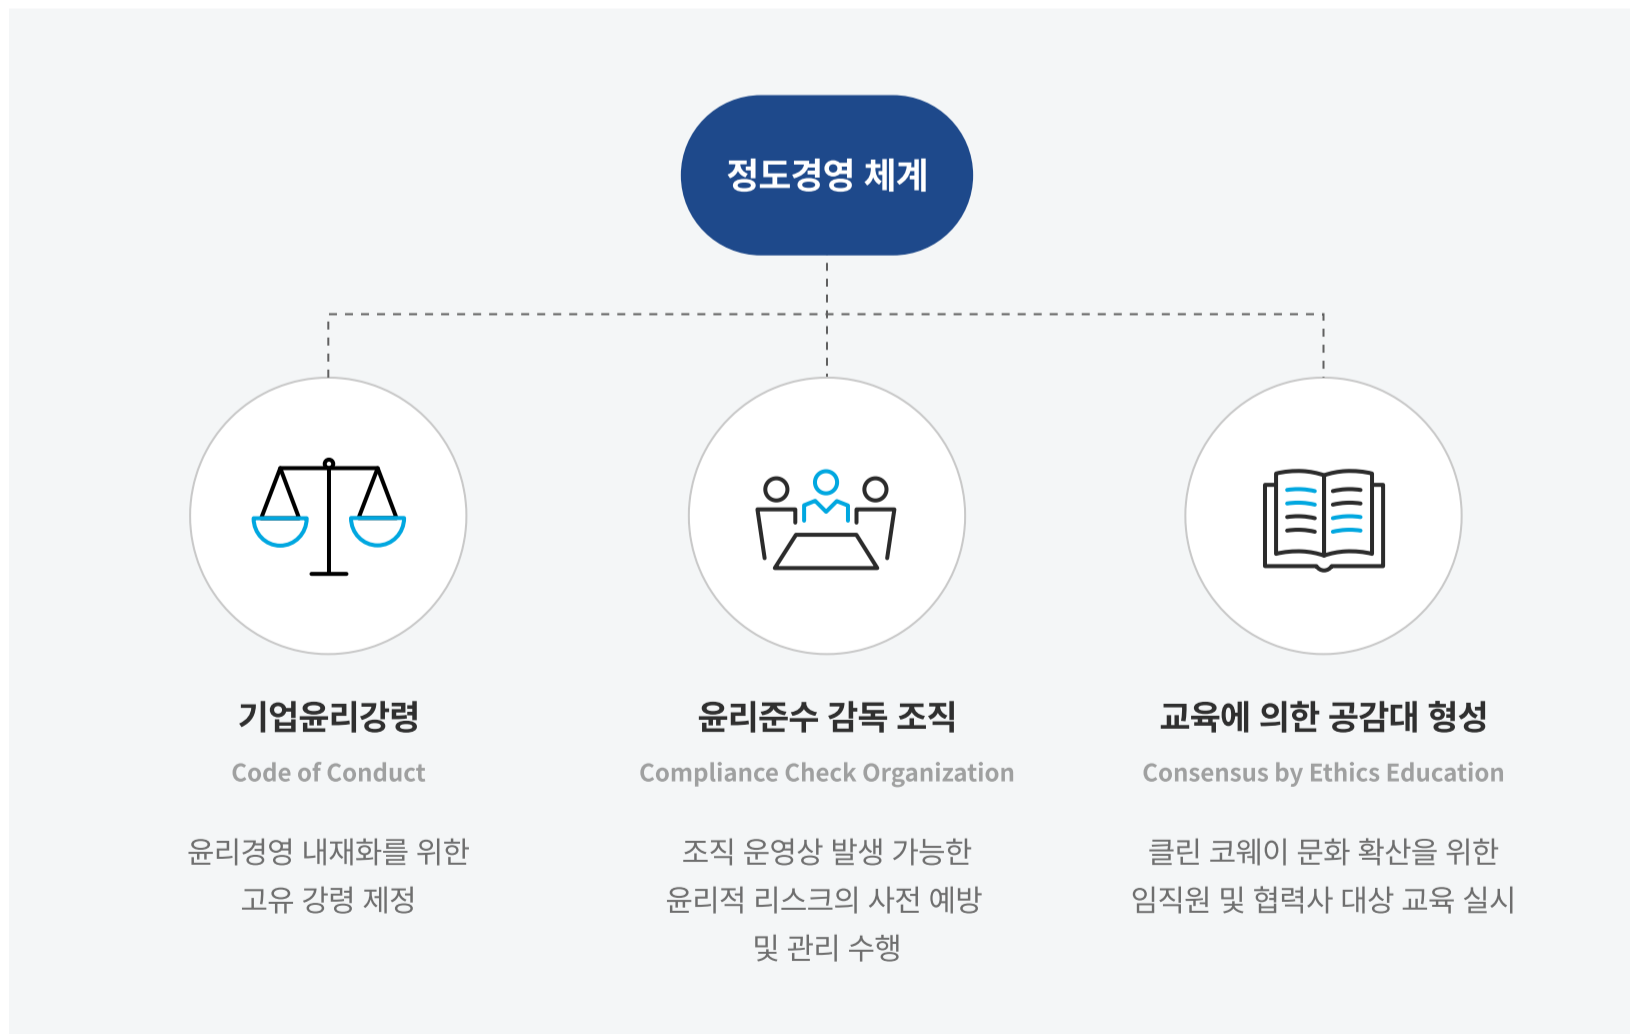 정도경영 체계
기업윤리강령
Code of Conduct
윤리경영 내재화를 위한
고유 강령 제정
윤리준수 감독 조직
Compliance Check Organization
조직 운영상 발생 가능한
윤리적 리스크의 사전 예방
및 관리 수행
교육에 의한 공감대 형성
Consensus by Ethics Education
클린 코웨이 문화 확산을 위한
임직원 및 협력사 대상 교육 실시